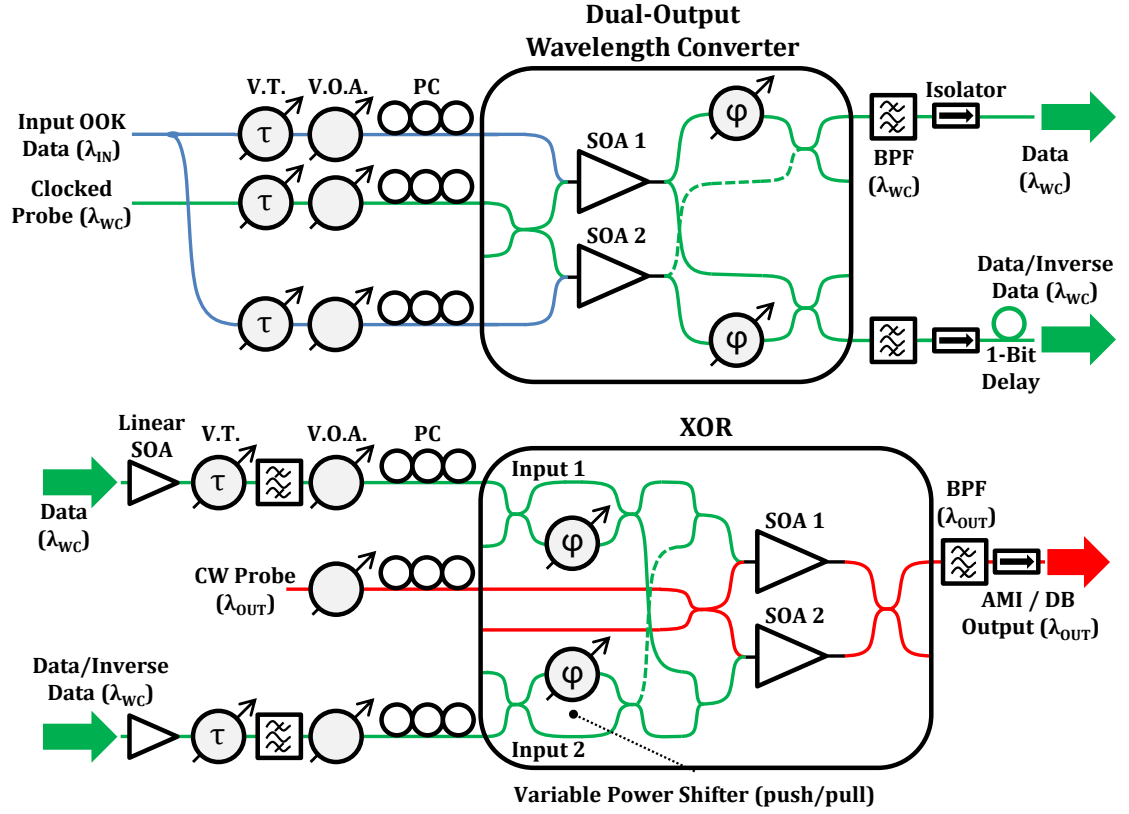 Dual-Output
Wavelength Converter
V.T.
V.O.A.
PC
Isolator
Input OOK
Data (λIN)
τ
φ
SOA 1
BPF
(λWC)
Data
(λWC)
Clocked
Probe (λWC)
τ
SOA 2
Data/Inverse
Data (λWC)
τ
φ
1-Bit
Delay
Linear
SOA
V.T.
V.O.A.
PC
XOR
Input 1
τ
BPF
(λOUT)
Data
(λWC)
φ
SOA 1
CW Probe
(λOUT)
AMI / DB
Output (λOUT)
SOA 2
Data/Inverse
Data (λWC)
φ
τ
Input 2
Variable Power Shifter (push/pull)